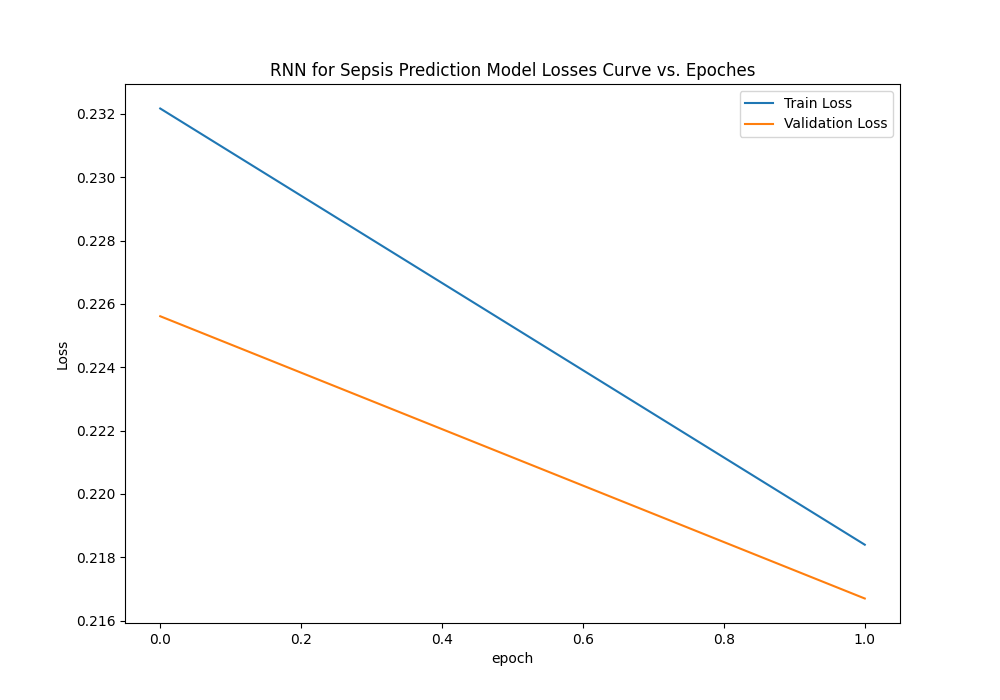 RNN for Sepsis Prediction Model Losses Curve vs. Epoches
Train Loss
Validation Loss
0.232
0.230
0.228
0.226
0.224
0.222
0.220
0.218
0.216
Loss
0.0 0.2 0.4 0.6 0.8 1.0
epoch